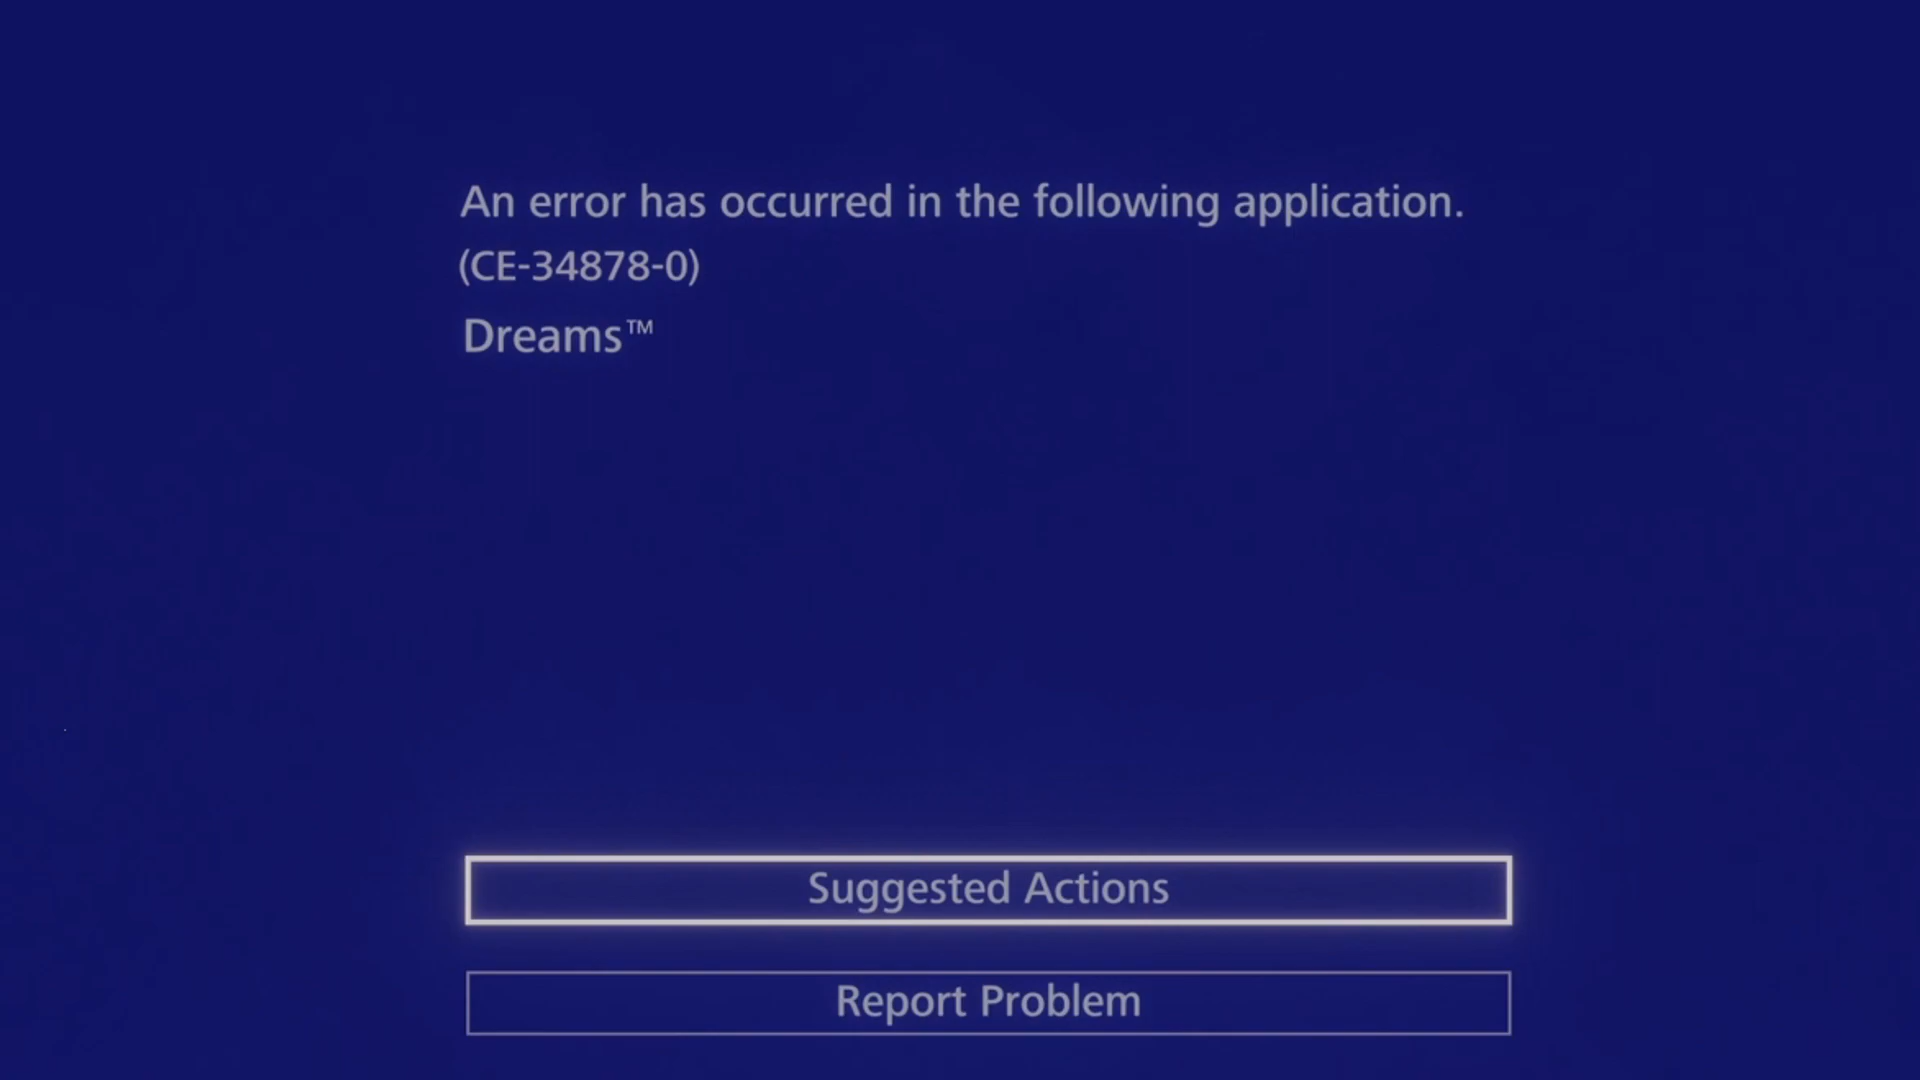 An error has occurred in the following application.
(CE-34878-0)
Dreams™
Suggested Actions
Report Problem